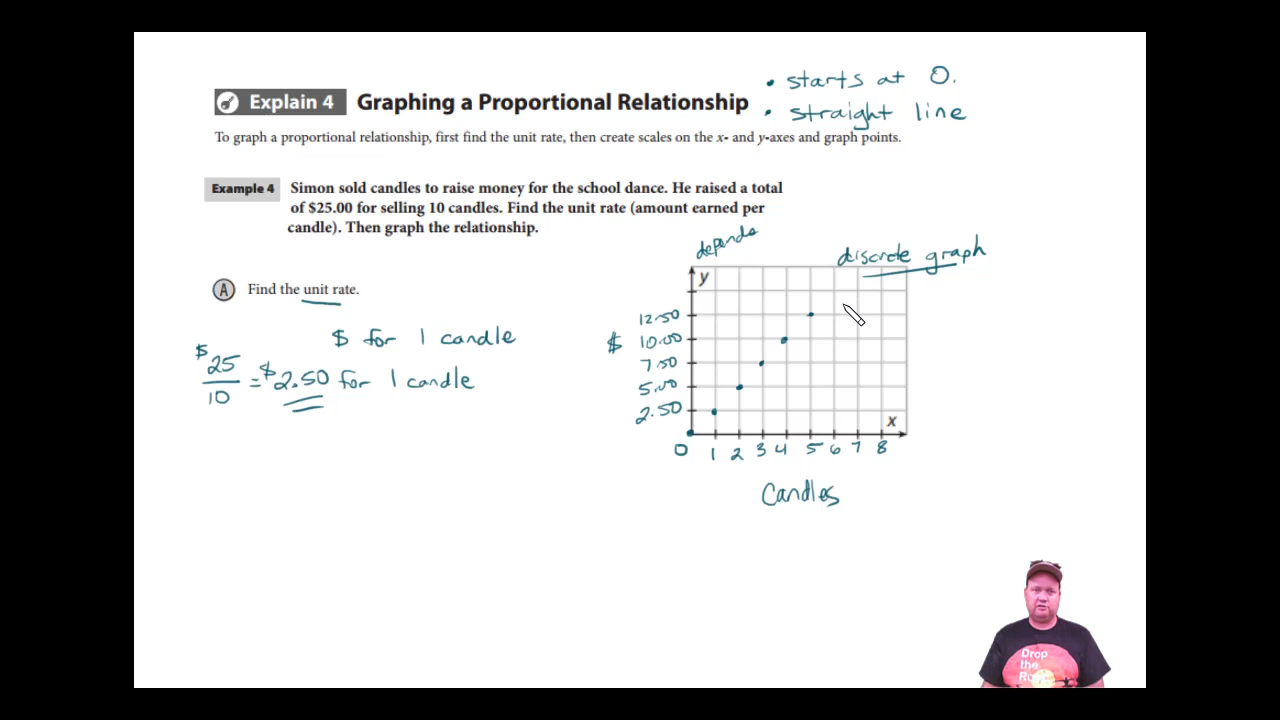 • starts at 0.
Explain 4 Graphing a Proportional Relationship
• straight line
To graph a proportional relationship, first find the unit rate, then create scales on the x- and y-axes and graph points.
Example 4 Simon sold candles to raise money for the school dance. He raised a total
of $25.00 for selling 10 candles. Find the unit rate (amount earned per
candle). Then graph the relationship.
depends
discrete graph
A Find the unit rate.
$ for 1 candle
$25
10
= $2.50 for 1 candle
y
12.50
$ 10.00
7.50
5.00
2.50
x
0 1 2 3 4 5 6 7 8
Candles
Drop
the